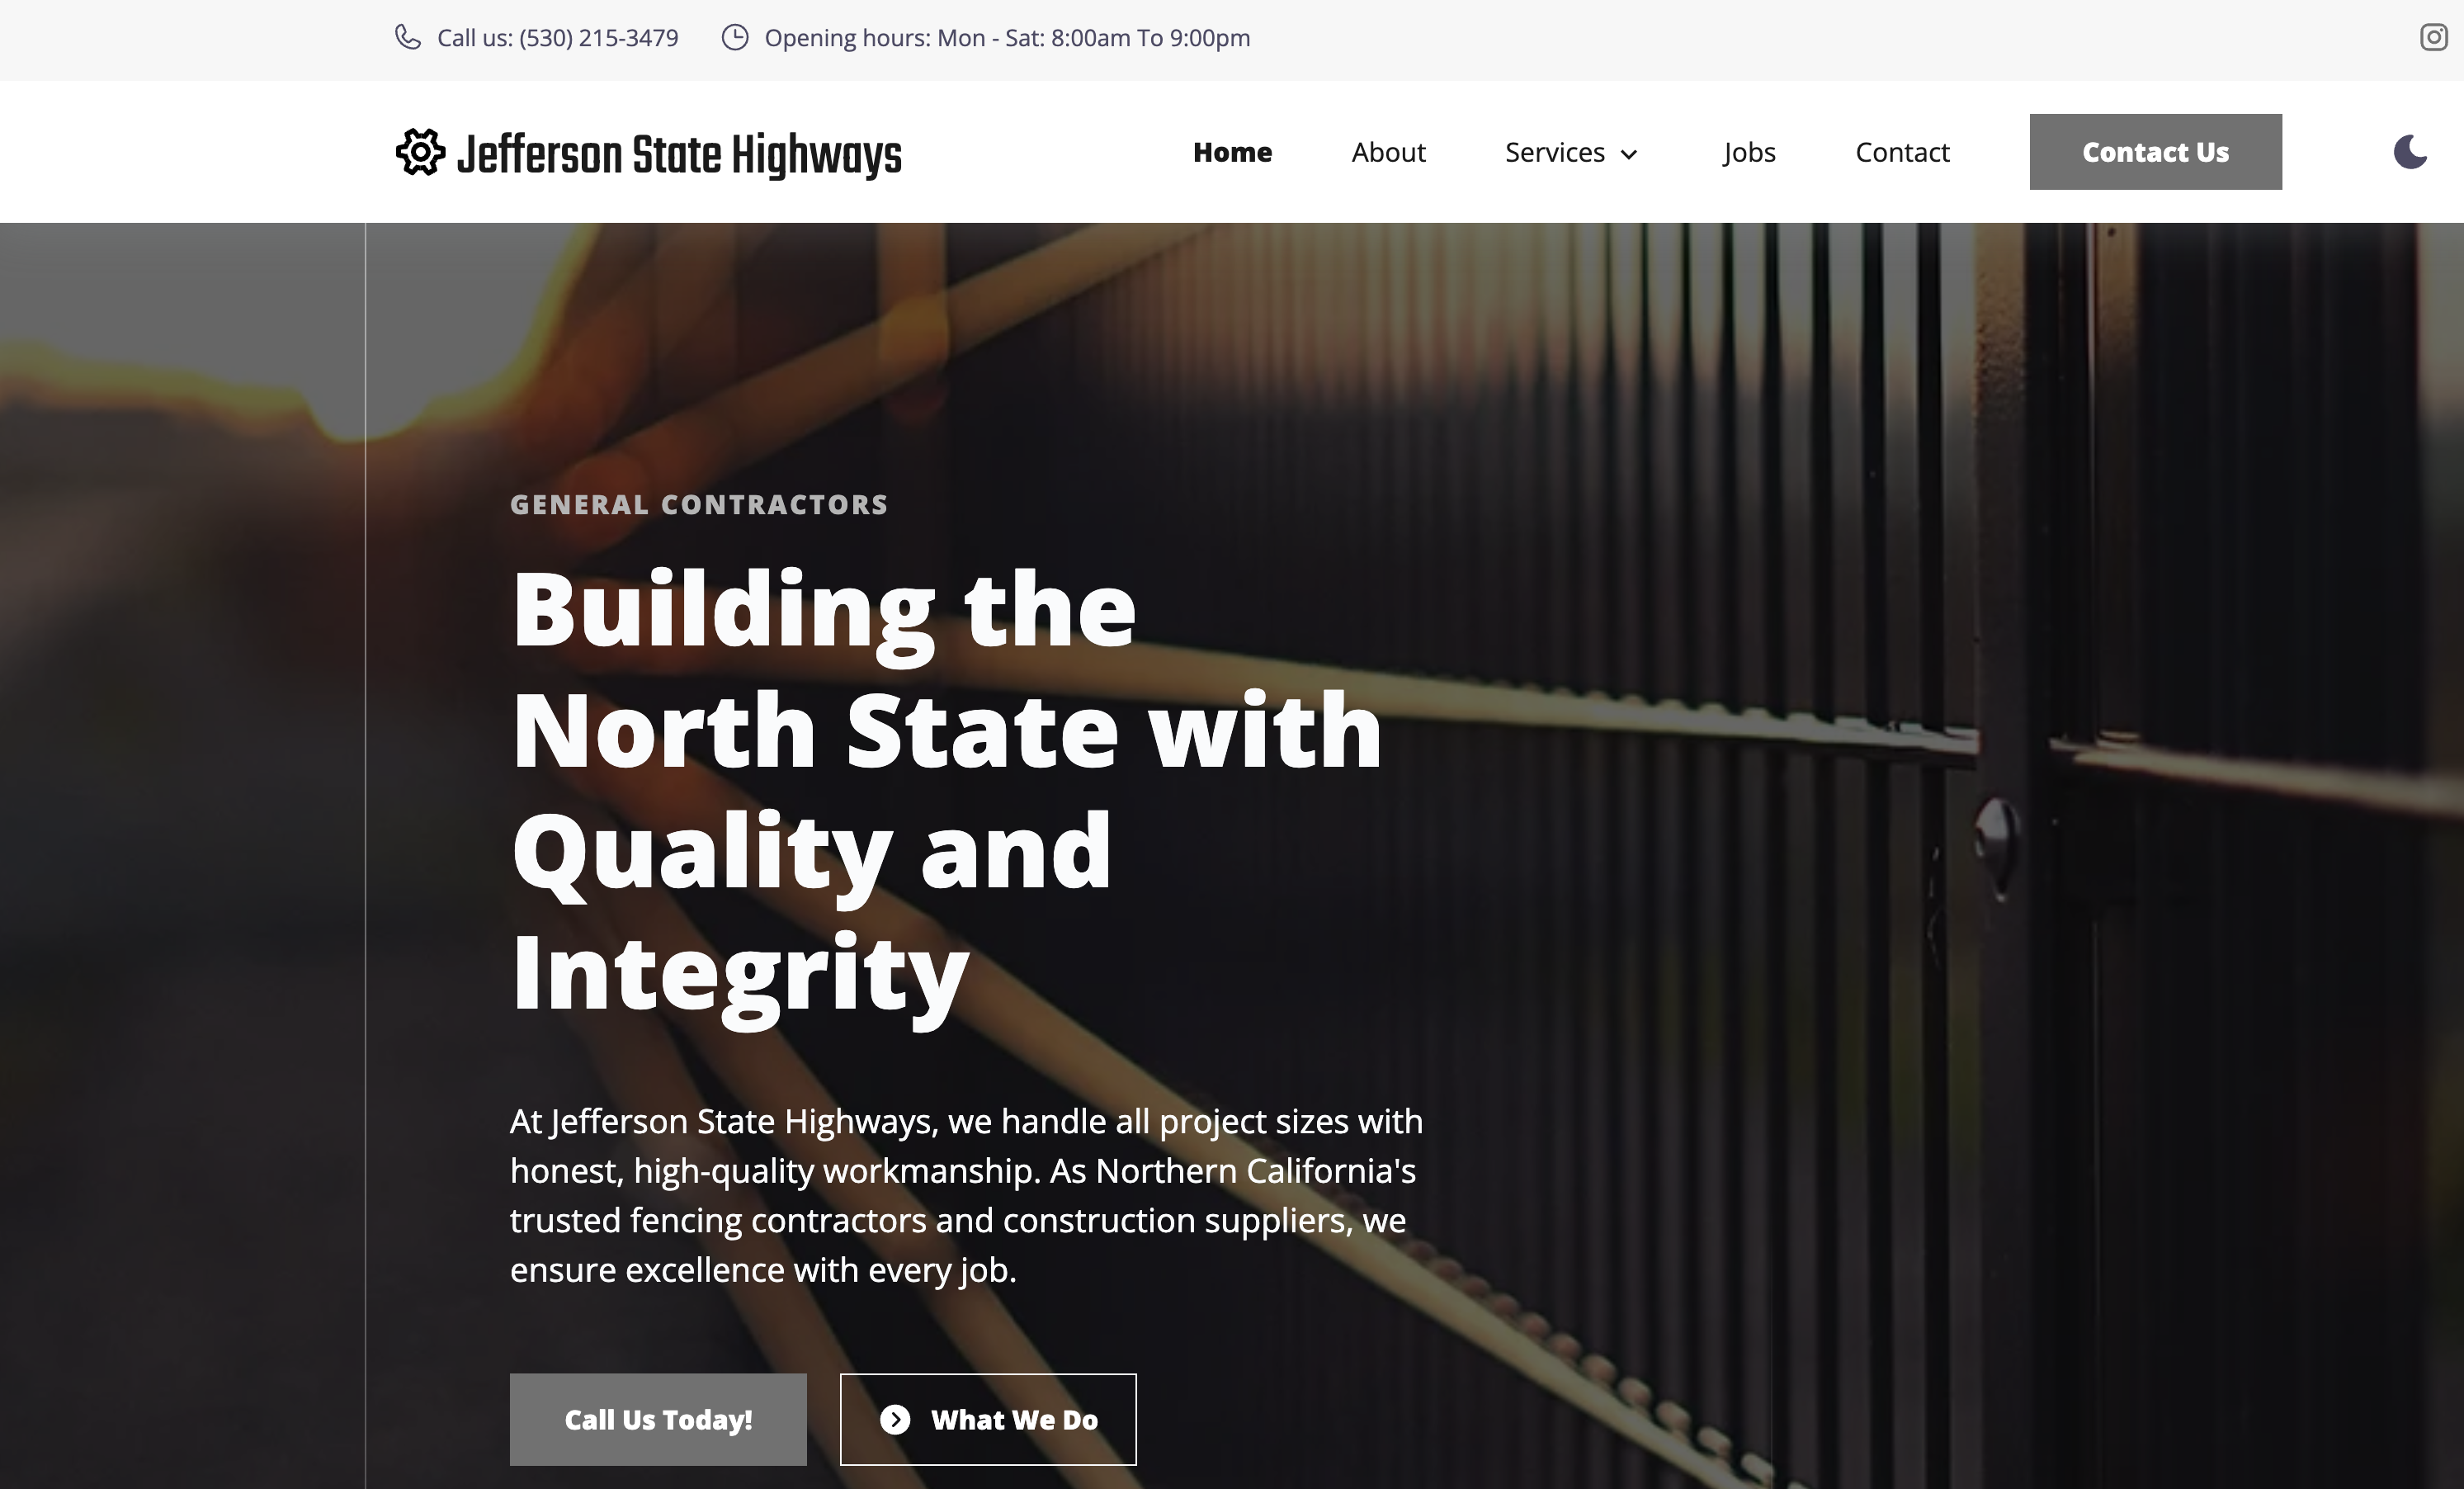 Call us: (530) 215-3479
Opening hours: Mon - Sat: 8:00am To 9:00pm
Jefferson State Highways
Home
About
Services
Jobs
Contact
Contact Us
GENERAL CONTRACTORS
Building the
North State with
Quality and
Integrity
At Jefferson State Highways, we handle all project sizes with
honest, high-quality workmanship. As Northern California's
trusted fencing contractors and construction suppliers, we
ensure excellence with every job.
Call Us Today!
What We Do